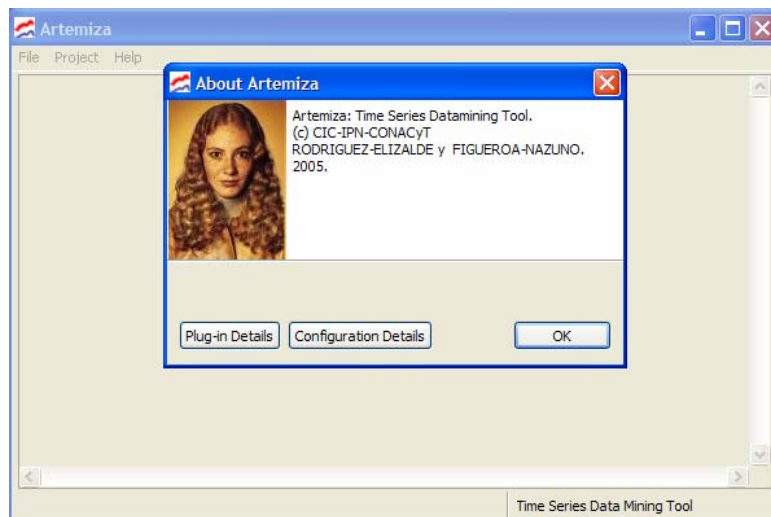 Artemiza
File Project Help
About Artemiza
Artemiza: Time Series Datamining Tool.
(c) CIC-IPN-CONACyT
RODRIGUEZ-ELIZALDE y FIGUEROA-NAZUNO.
2005.
Plug-in Details Configuration Details OK
Time Series Data Mining Tool